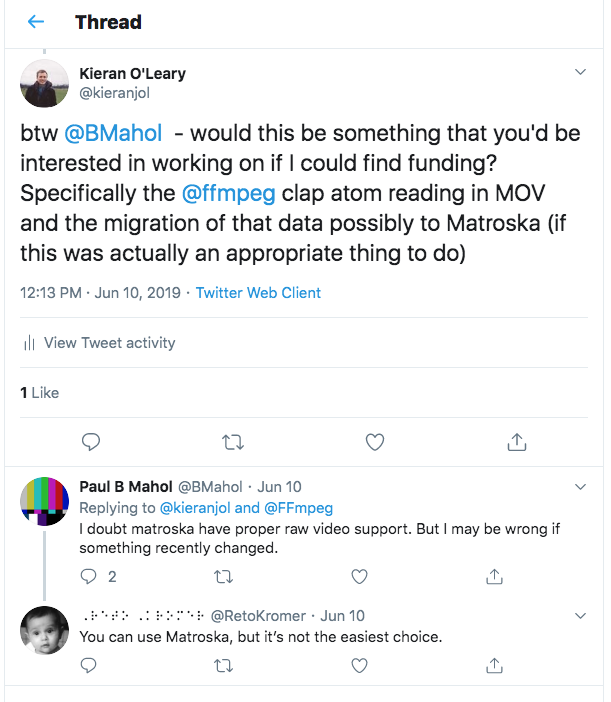 Thread
Kieran O'Leary
@kieranjol
btw @BMahol - would this be something that you'd be
interested in working on if I could find funding?
Specifically the @ffmpeg clap atom reading in MOV
and the migration of that data possibly to Matroska (if
this was actually an appropriate thing to do)
12:13 PM · Jun 10, 2019 · Twitter Web Client
View Tweet activity
1 Like
Paul B Mahol @BMahol · Jun 10
Replying to @kieranjol and @FFmpeg
I doubt matroska have proper raw video support. But I may be wrong if
something recently changed.
2
⠠⠗⠑⠞⠕ ⠠⠅⠗⠕⠍⠑⠗ @RetoKromer · Jun 10
You can use Matroska, but it’s not the easiest choice.